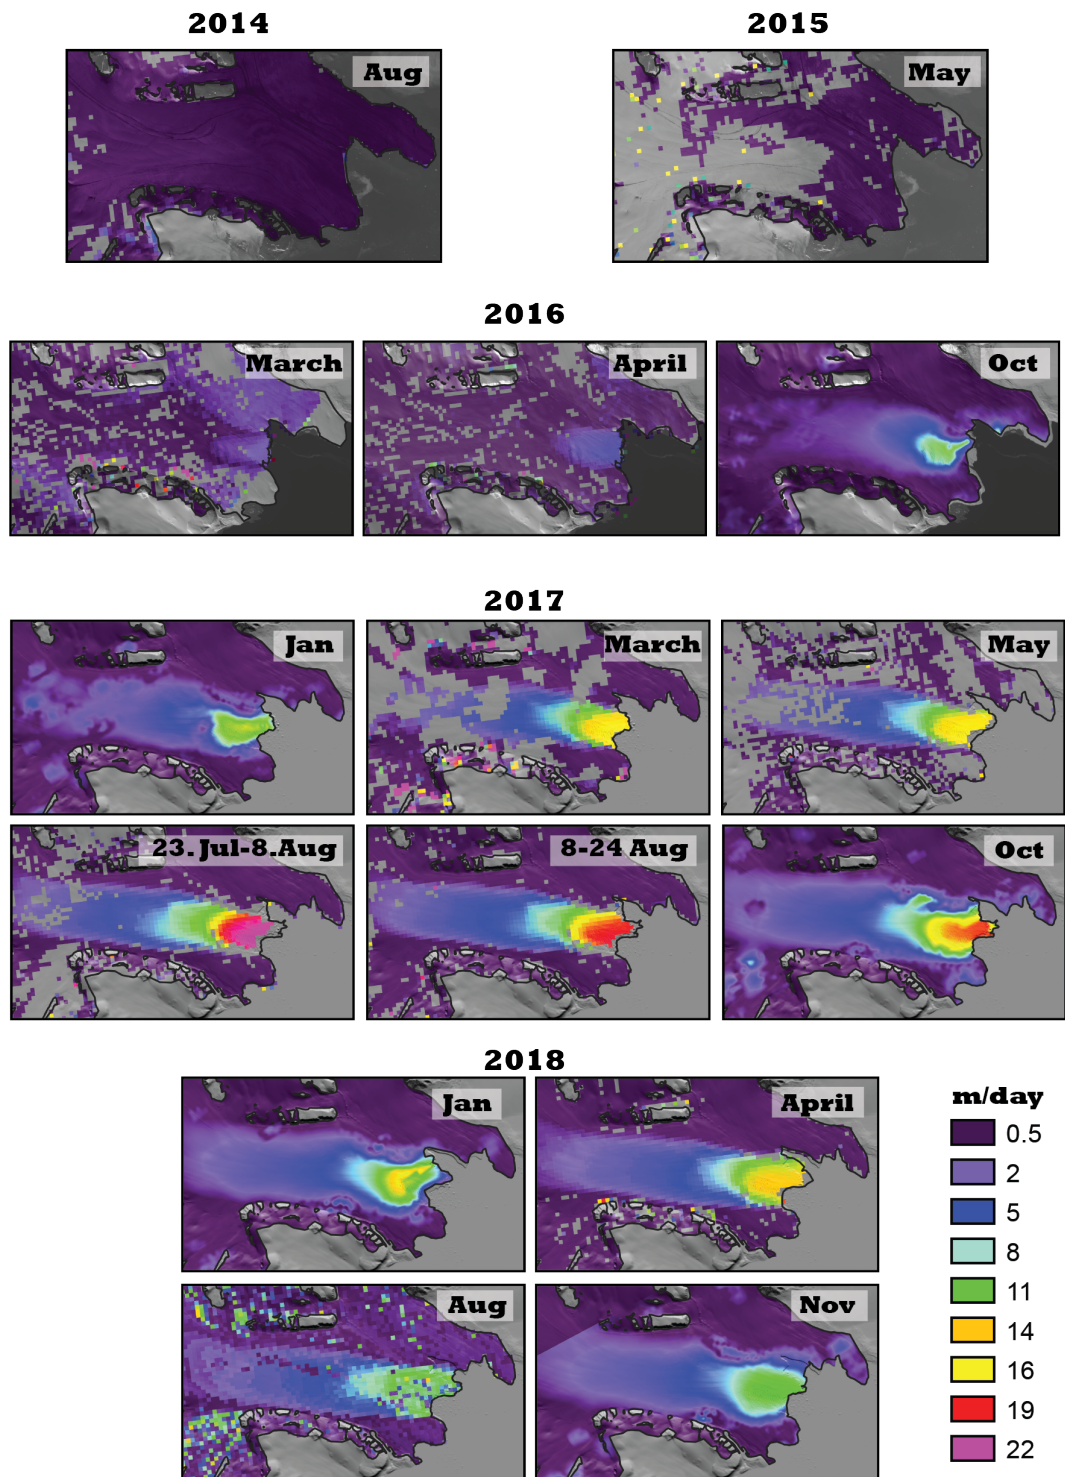 2014 2015
Aug May
2016
March April Oct
2017
Jan March May
23.Jul-8.Aug 8-24 Aug Oct
2018
Jan April
Aug Nov
m/day
0.5
2
5
8
11
14
16
19
22